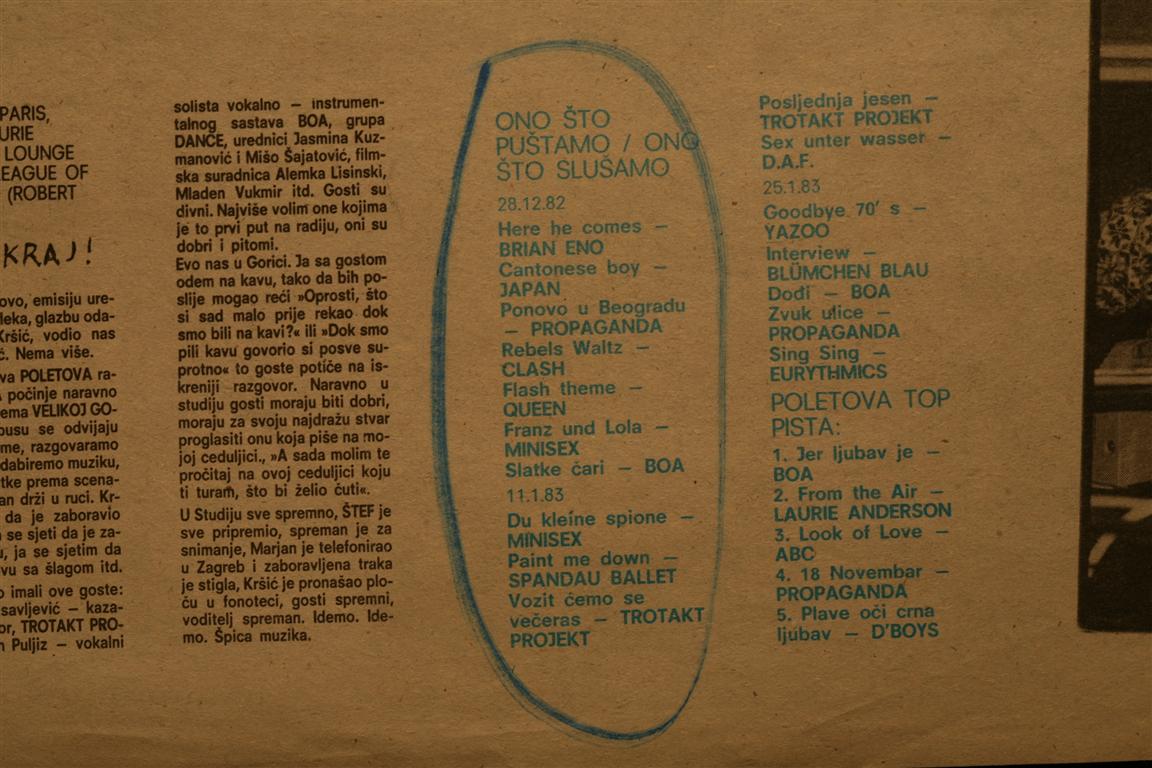 PARIS,
URIE
LOUNGE
LEAGUE OF
(ROBERT
KRAJ!
ovo, emisiju ure-
leka, glazbu oda-
Kršić, vodio nas
ć. Nema više.
va POLETOVA ra-
počinje naravno
ema VELIKOJ GO-
busu se odvijaju
me, razgovaramo
dabiremo muziku,
tke prema scena-
an drži u ruci. Kr-
da je zaboravio
se sjeti da je za-
u, ja se sjetim da
vu sa šlagom itd.
o imali ove goste:
savljević — kaza-
or, TROTAKT PRO-
n Puljiz — vokalni
solista vokalno — instrumen-
talnog sastava BOA, grupa
DANCE, urednici Jasmina Kuz-
manović i Mišo Šajatović, film-
ska suradnica Alemka Lisinski,
Mladen Vukmir itd. Gosti su
divni. Najviše volim one kojima
je to prvi put na radiju, oni su
dobri i pitomi.
Evo nas u Gorici. Ja sa gostom
odem na kavu, tako da bih po-
slije mogao reći »Oprosti, što
si sad malo prije rekao dok
smo bili na kavi?« ili »Dok smo
pili kavu govorio si posve su-
protno« to goste potiče na is-
kreniji razgovor. Naravno u
studiju gosti moraju biti dobri,
moraju za svoju najdražu stvar
proglasiti onu koja piše na mo-
joj ceduljici., »A sada molim te
pročitaj na ovoj ceduljici koju
ti turam, što bi želio čuti«.
U Studiju sve spremno, ŠTEF je
sve pripremio, spreman je za
snimanje, Marjan je telefonirao
u Zagreb i zaboravljena traka
je stigla, Kršić je pronašao plo-
ču u fonoteci, gosti spremni,
voditelj spreman. Idemo. Ide-
mo. Špica muzika.
ONO ŠTO
PUŠTAMO / ONO
ŠTO SLUŠAMO
28.12.82
Here he comes —
BRIAN ENO
Cantonese boy —
JAPAN
Ponovo u Beogradu
— PROPAGANDA
Rebels Waltz —
CLASH
Flash theme —
QUEEN
Franz und Lola —
MINISEX
Slatke čari — BOA
11.1.83
Du kleine spione —
MINISEX
Paint me down —
SPANDAU BALLET
Vozit ćemo se
večeras — TROTAKT
PROJEKT
Posljednja jesen —
TROTAKT PROJEKT
Sex unter wasser —
D.A.F.
25.1.83
Goodbye 70' s —
YAZOO
Interview —
BLÜMCHEN BLAU
Dođi — BOA
Zvuk ulice —
PROPAGANDA
Sing Sing —
EURYTHMICS
POLETOVA TOP
PISTA:
1. Jer ljubav je —
BOA
2. From the Air —
LAURIE ANDERSON
3. Look of Love —
ABC
4. 18 Novembar —
PROPAGANDA
5. Plave oči crna
ljubav — D'BOYS